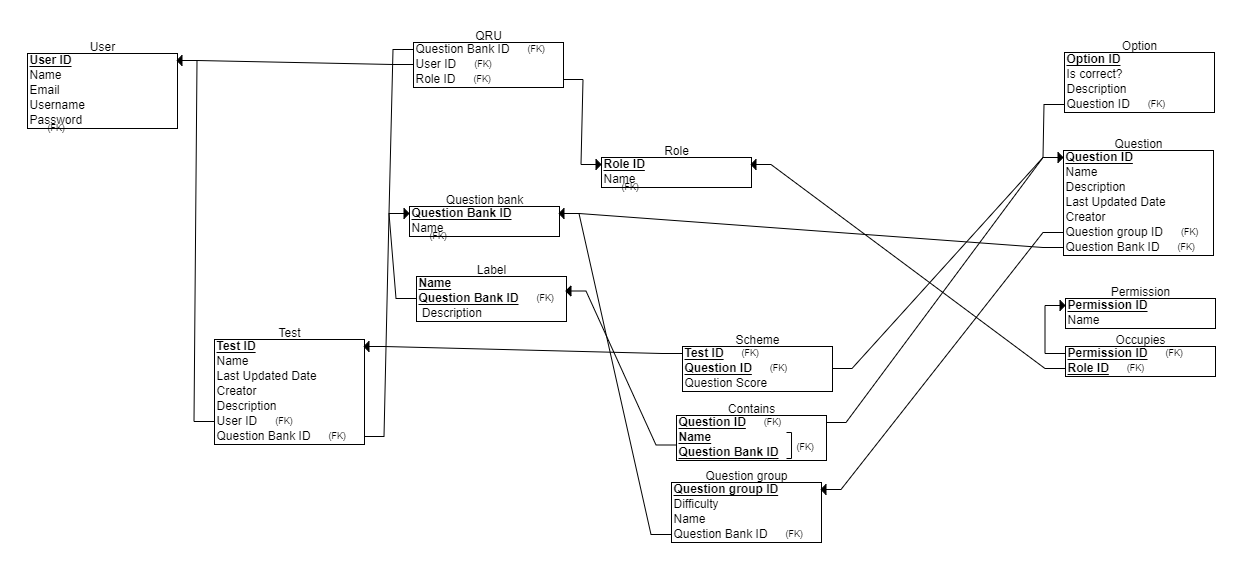 User
User ID
Name
Email
Username
Password
(FK)
QRU
Question Bank ID (FK)
User ID (FK)
Role ID (FK)
Role
Role ID
Name
(FK)
Question bank
Question Bank ID
Name
(FK)
Label
Name
Question Bank ID (FK)
Description
Test
Test ID
Name
Last Updated Date
Creator
Description
User ID (FK)
Question Bank ID (FK)
Scheme
Test ID (FK)
Question ID (FK)
Question Score
Contains
Question ID (FK)
Name
Question Bank ID (FK)
Question group
Question group ID
Difficulty
Name
Question Bank ID (FK)
Option
Option ID
Is correct?
Description
Question ID (FK)
Question
Question ID
Name
Description
Last Updated Date
Creator
Question group ID (FK)
Question Bank ID (FK)
Permission
Permission ID
Name
Occupies
Permission ID (FK)
Role ID (FK)